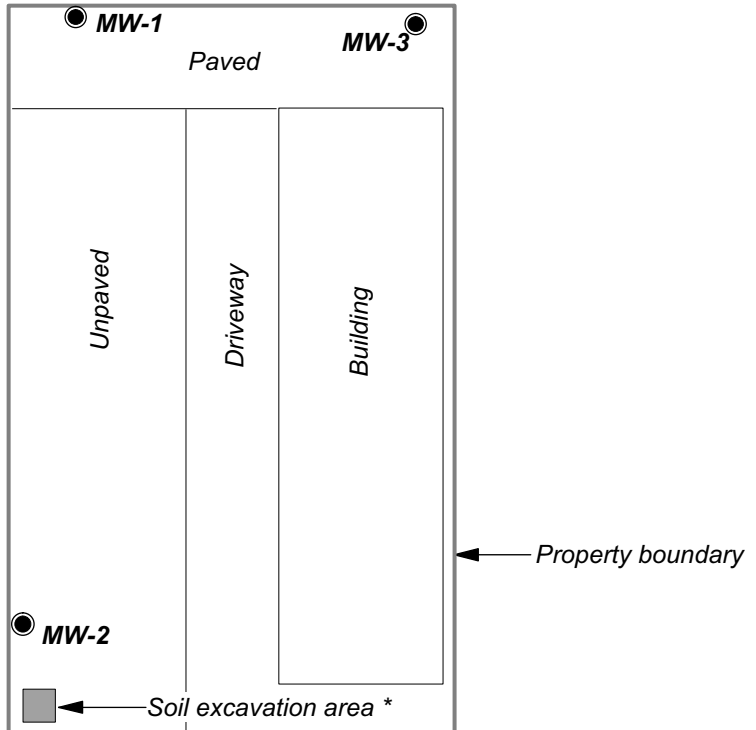 MW-1
MW-3
Paved
Unpaved
Driveway
Building
Property boundary
MW-2
Soil excavation area *